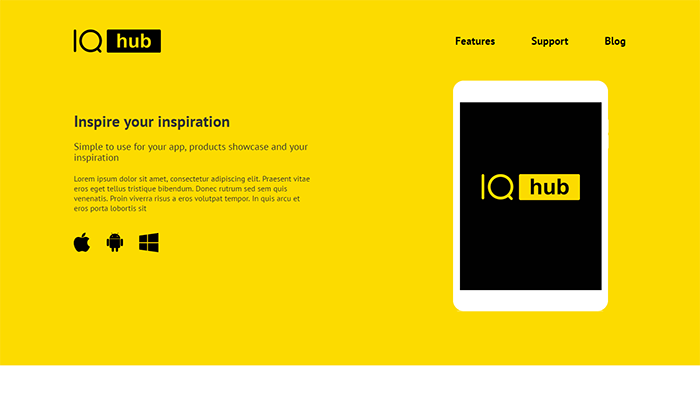 IQ hub
Features Support Blog
Inspire your inspiration
Simple to use for your app, products showcase and your
inspiration
Lorem ipsum dolor sit amet, consectetur adipiscing elit. Praesent vitae
eros eget tellus tristique bibendum. Donec rutrum sed sem quis
venenatis. Proin viverra risus a eros volutpat tempor. In quis arcu et
eros porta lobortis sit
IQ hub